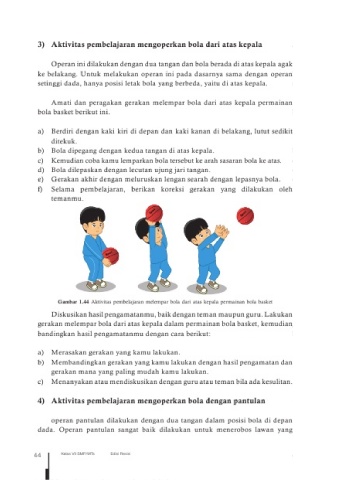 3) Aktivitas pembelajaran mengoperkan bola dari atas kepala
Operan ini dilakukan dengan dua tangan dan bola berada di atas kepala agak
ke belakang. Untuk melakukan operan ini pada dasarnya sama dengan operan
setinggi dada, hanya posisi letak bola yang berbeda, yaitu di atas kepala.
Amati dan peragakan gerakan melempar bola dari atas kepala permainan
bola basket berikut ini.
a) Berdiri dengan kaki kiri di depan dan kaki kanan di belakang, lutut sedikit
ditekuk.
b) Bola dipegang dengan kedua tangan di atas kepala.
c) Kemudian coba kamu lemparkan bola tersebut ke arah sasaran bola ke atas.
d) Bola dilepaskan dengan lecutan ujung jari tangan.
e) Gerakan akhir dengan meluruskan lengan searah dengan lepasnya bola.
f) Selama pembelajaran, berikan koreksi gerakan yang dilakukan oleh
temanmu.
Gambar 1.44 Aktivitas pembelajaran melempar bola dari atas kepala permainan bola basket
Diskusikan hasil pengamatanmu, baik dengan teman maupun guru. Lakukan
gerakan melempar bola dari atas kepala dalam permainan bola basket, kemudian
bandingkan hasil pengamatanmu dengan cara berikut:
a) Merasakan gerakan yang kamu lakukan.
b) Membandingkan gerakan yang kamu lakukan dengan hasil pengamatan dan
gerakan mana yang paling mudah kamu lakukan.
c) Menanyakan atau mendiskusikan dengan guru atau teman bila ada kesulitan.
4) Aktivitas pembelajaran mengoperkan bola dengan pantulan
operan pantulan dilakukan dengan dua tangan dalam posisi bola di depan
dada. Operan pantulan sangat baik dilakukan untuk menerobos lawan yang
44 Kelas VII SMP/MTs Edisi Revisi